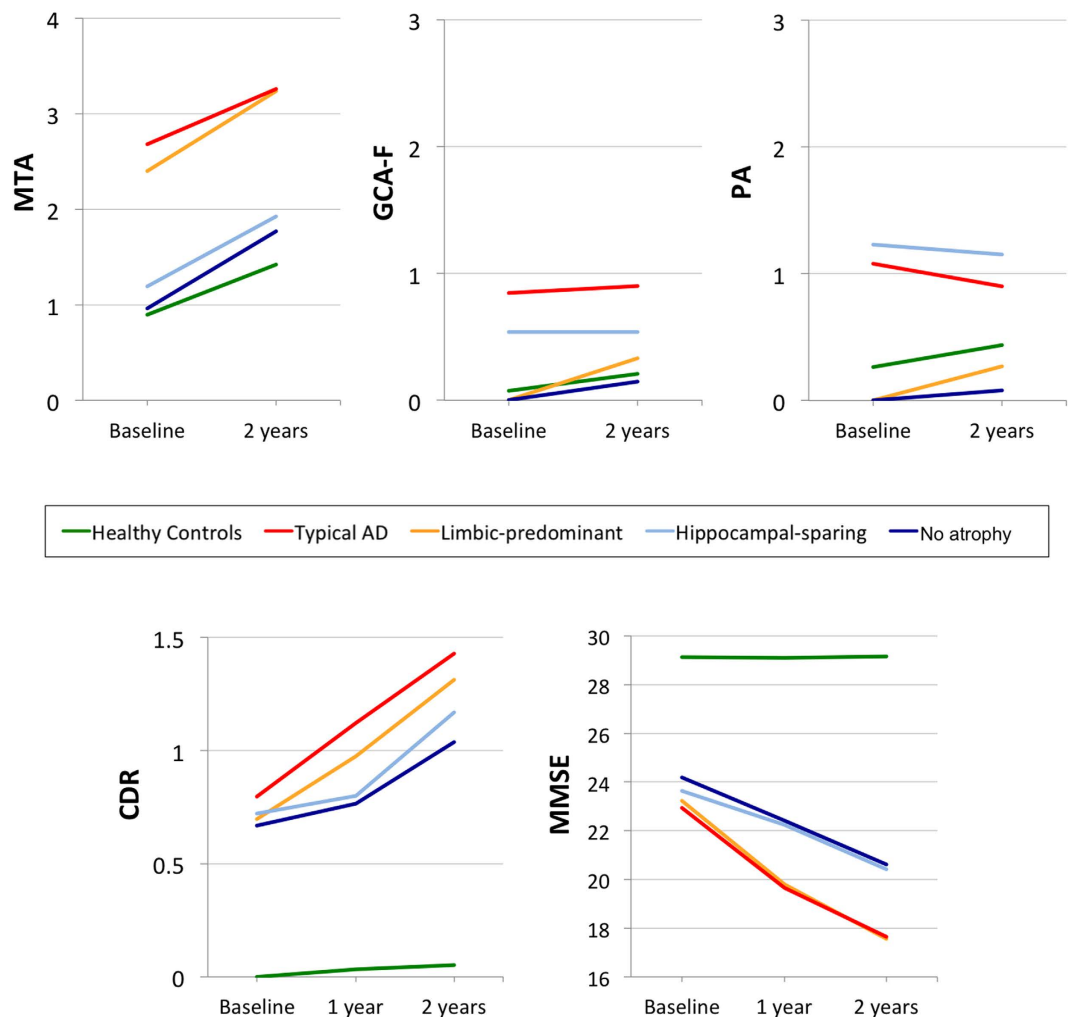 MTA
4
3
2
1
0
Baseline 2 years
GCA-F
3
2
1
0
Baseline 2 years
PA
3
2
1
0
Baseline 2 years
Healthy Controls Typical AD Limbic-predominant Hippocampal-sparing No atrophy
CDR
1.5
1
0.5
0
Baseline 1 year 2 years
MMSE
30
28
26
24
22
20
18
16
Baseline 1 year 2 years